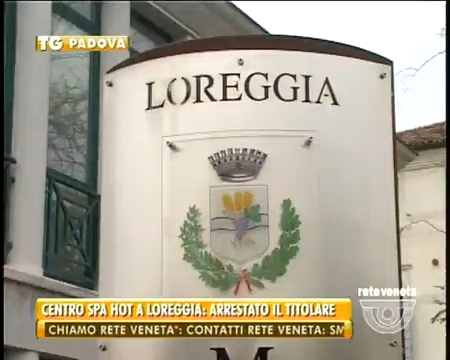 TG PADOVA
LOREGGIA
CENTRO SPA HOT A LOREGGIA: ARRESTATO IL TITOLARE
CHIAMO RETE VENETA": CONTATTI RETE VENETA: SM
rete veneta
M